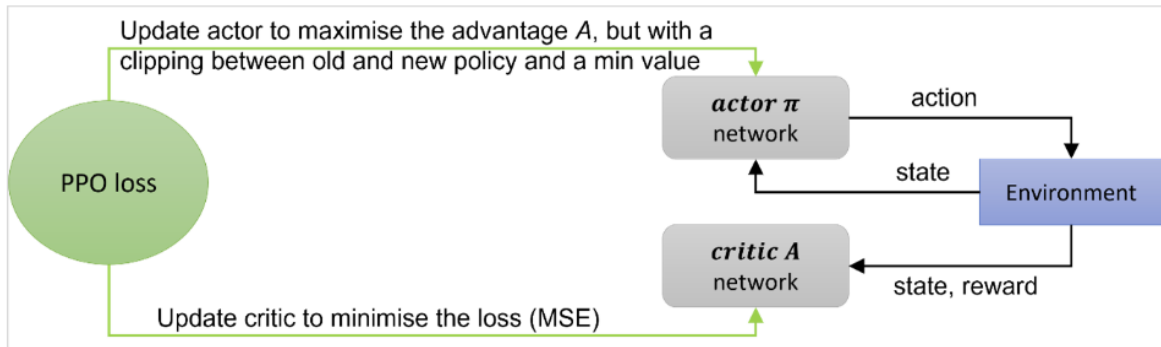 Update actor to maximise the advantage A, but with a
clipping between old and new policy and a min value
actor π
network
action
PPO loss
state
Environment
critic A
network
state, reward
Update critic to minimise the loss (MSE)